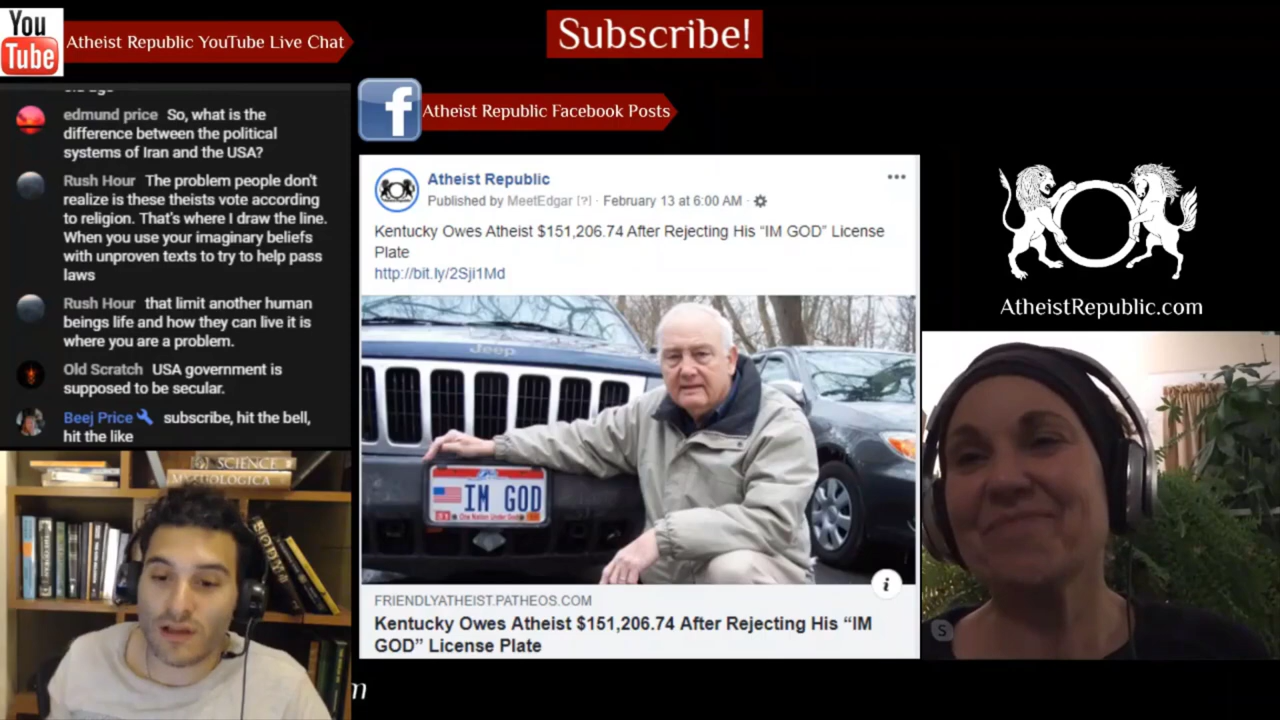 You
Tube
Atheist Republic YouTube Live Chat
Subscribe!
edmund price So, what is the
difference between the political
systems of Iran and the USA?
Rush Hour The problem people don't
realize is these theists vote according
to religion. That's where I draw the line.
When you use your imaginary beliefs
with unproven texts to try to help pass
laws
Rush Hour that limit another human
beings life and how they can live it is
where you are a problem.
Old Scratch USA government is
supposed to be secular.
Beej Price subscribe, hit the bell,
hit the like
f
Atheist Republic Facebook Posts
Atheist Republic
Published by MeetEdgar [?] · February 13 at 6:00 AM ·
Kentucky Owes Atheist $151,206.74 After Rejecting His “IM GOD” License
Plate
http://bit.ly/2Sji1Md
Jeep
IM GOD
One Nation Under God
i
FRIENDLYATHEIST.PATHEOS.COM
Kentucky Owes Atheist $151,206.74 After Rejecting His “IM
GOD” License Plate
AtheistRepublic.com
SCIENCE
S
m